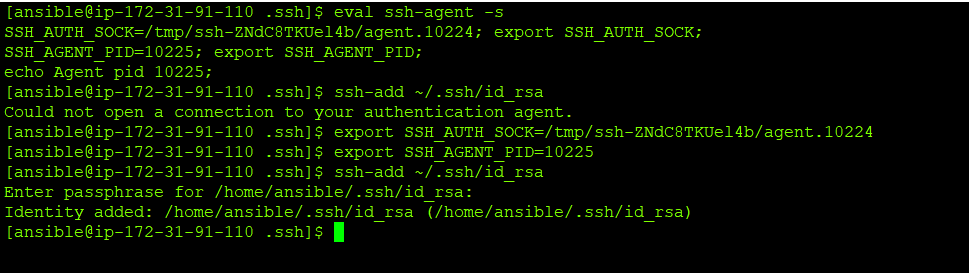 [ansible@ip-172-31-91-110 .ssh]$ eval ssh-agent -s
SSH_AUTH_SOCK=/tmp/ssh-ZNdC8TKUel4b/agent.10224; export SSH_AUTH_SOCK;
SSH_AGENT_PID=10225; export SSH_AGENT_PID;
echo Agent pid 10225;
[ansible@ip-172-31-91-110 .ssh]$ ssh-add ~/.ssh/id_rsa
Could not open a connection to your authentication agent.
[ansible@ip-172-31-91-110 .ssh]$ export SSH_AUTH_SOCK=/tmp/ssh-ZNdC8TKUel4b/agent.10224
[ansible@ip-172-31-91-110 .ssh]$ export SSH_AGENT_PID=10225
[ansible@ip-172-31-91-110 .ssh]$ ssh-add ~/.ssh/id_rsa
Enter passphrase for /home/ansible/.ssh/id_rsa:
Identity added: /home/ansible/.ssh/id_rsa (/home/ansible/.ssh/id_rsa)
[ansible@ip-172-31-91-110 .ssh]$